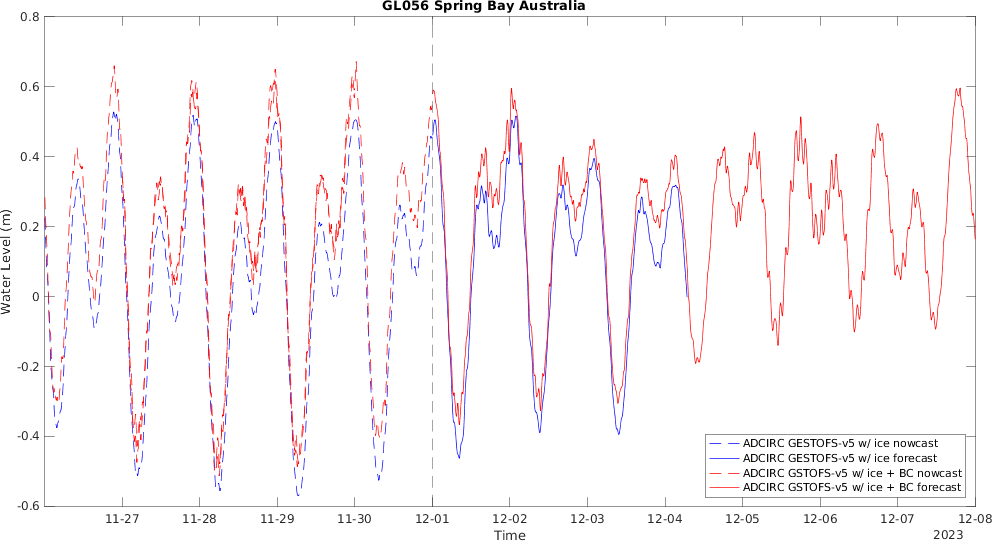 GL056 Spring Bay Australia
0.8
0.6
0.4
0.2
0
-0.2
-0.4
-0.6
Water Level (m)
ADCIRC GESTOFS-v5 w/ ice nowcast
ADCIRC GESTOFS-v5 w/ ice forecast
ADCIRC GSTOFS-v5 w/ ice + BC nowcast
ADCIRC GSTOFS-v5 w/ ice + BC forecast
11-27 11-28 11-29 11-30 12-01 12-02 12-03 12-04 12-05 12-06 12-07 12-08
Time
2023